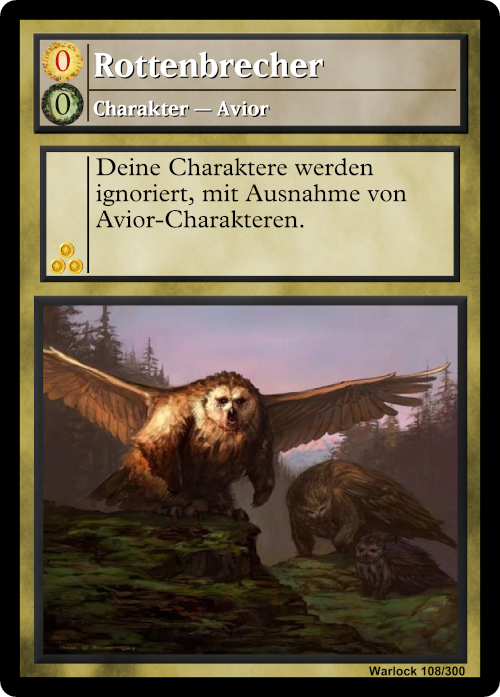 0 Rottenbrecher
0 Charakter — Avior
Deine Charaktere werden
ignoriert, mit Ausnahme von
Avior-Charakteren.
Warlock 108/300